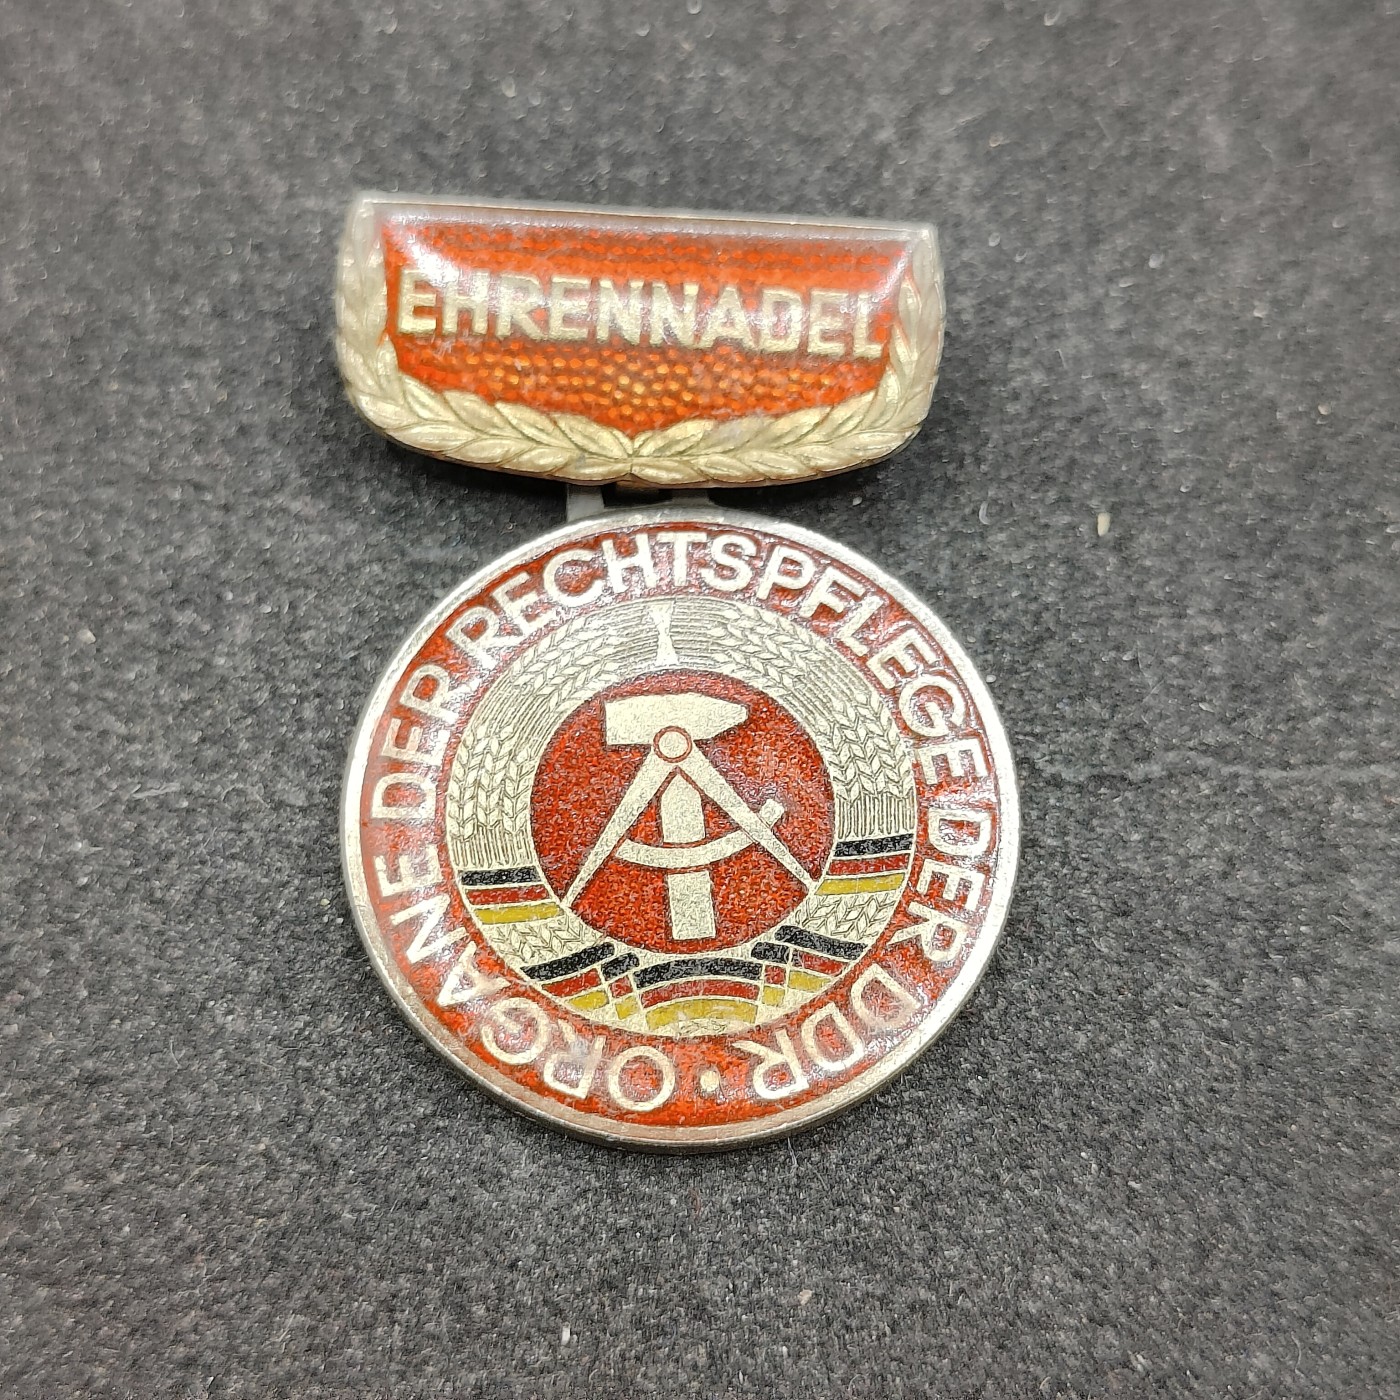 EHRENNADEL
ORGANE DER RECHTSPFLEGE DER DDR •